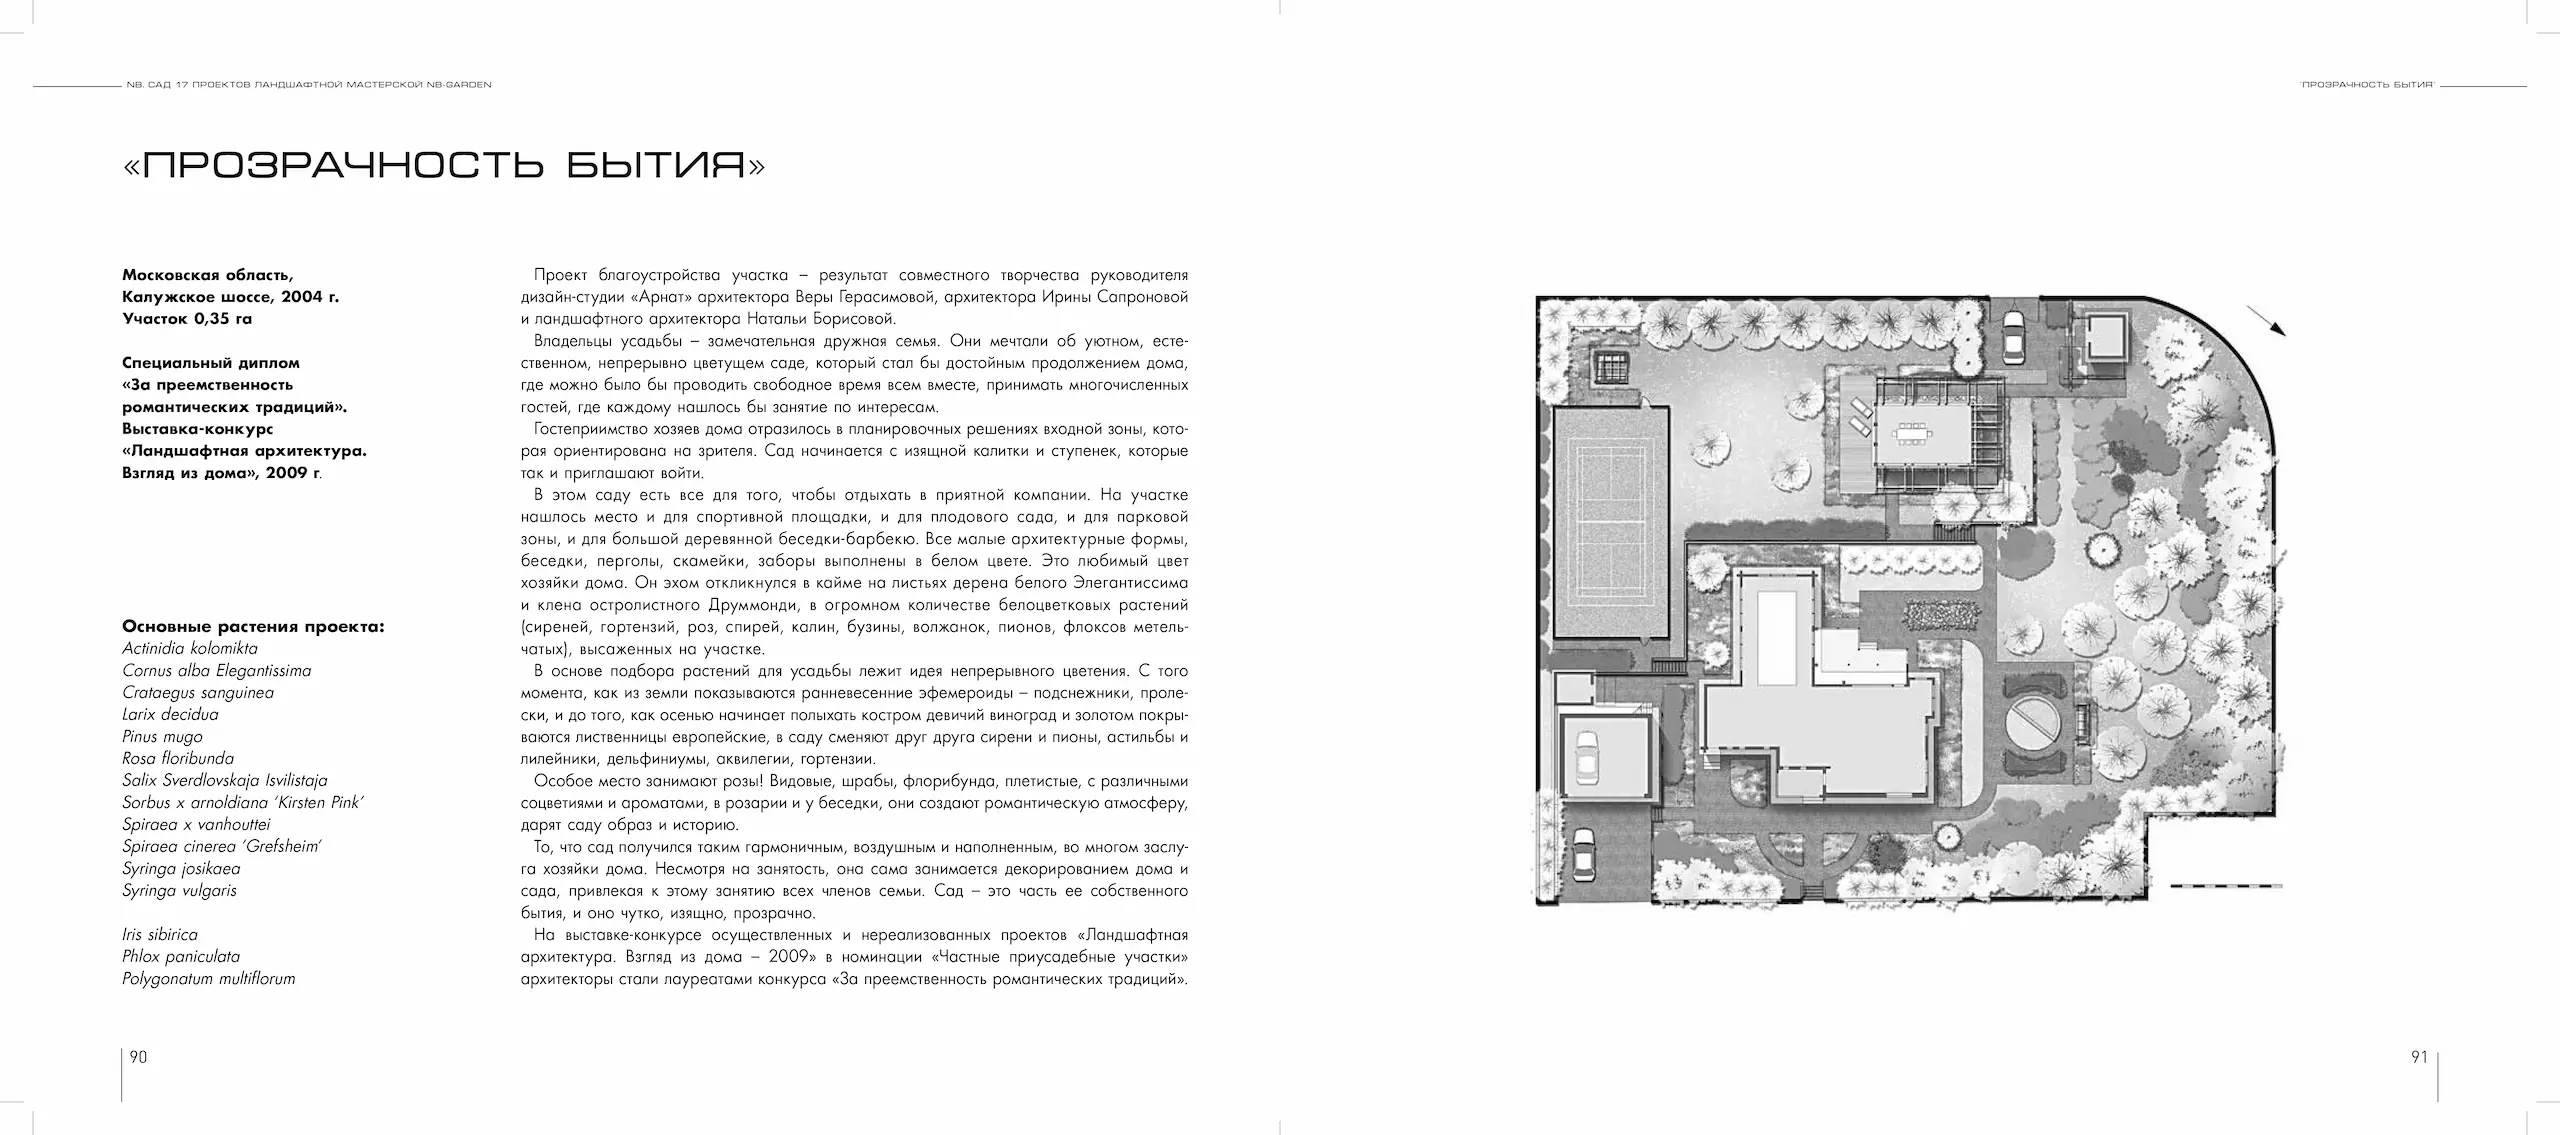 NB. САД 17 ПРОЕКТОВ ЛАНДШАФТНОЙ МАСТЕРСКОЙ NB-GARDEN
«ПРОЗРАЧНОСТЬ БЫТИЯ»
Московская область,
Калужское шоссе, 2004 г.
Участок 0,35 га
Специальный диплом
«За преемственность
романтических традиций».
Выставка-конкурс
«Ландшафтная архитектура.
Взгляд из дома», 2009 г.
Основные растения проекта:
Actinidia kolomikta
Cornus alba Elegantissima
Crataegus sanguinea
Larix decidua
Pinus mugo
Rosa floribunda
Salix Sverdlovskaja Isvilistaja
Sorbus x arnoldiana ‘Kirsten Pink’
Spiraea x vanhouttei
Spiraea cinerea ‘Grefsheim’
Syringa josikaea
Syringa vulgaris
Iris sibirica
Phlox paniculata
Polygonatum multiflorum
Проект благоустройства участка – результат совместного творчества руководителя
дизайн-студии «Арнат» архитектора Веры Герасимовой, архитектора Ирины Сапроновой
и ландшафтного архитектора Натальи Борисовой.
Владельцы усадьбы – замечательная дружная семья. Они мечтали об уютном, есте-
ственном, непрерывно цветущем саде, который стал бы достойным продолжением дома,
где можно было бы проводить свободное время всем вместе, принимать многочисленных
гостей, где каждому нашлось бы занятие по интересам.
Гостеприимство хозяев дома отразилось в планировочных решениях входной зоны, кото-
рая ориентирована на зрителя. Сад начинается с изящной калитки и ступенек, которые
так и приглашают войти.
В этом саду есть все для того, чтобы отдыхать в приятной компании. На участке
нашлось место и для спортивной площадки, и для плодового сада, и для парковой
зоны, и для большой деревянной беседки-барбекю. Все малые архитектурные формы,
беседки, перголы, скамейки, заборы выполнены в белом цвете. Это любимый цвет
хозяйки дома. Он эхом откликнулся в кайме на листьях дерена белого Элегантиссима
и клена остролистного Друммонди, в огромном количестве белоцветковых растений
(сиреней, гортензий, роз, спирей, калин, бузины, волжанок, пионов, флоксов метель-
чатых), высаженных на участке.
В основе подбора растений для усадьбы лежит идея непрерывного цветения. С того
момента, как из земли показываются ранневесенние эфемероиды – подснежники, проле-
ски, и до того, как осенью начинает полыхать костром девичий виноград и золотом покры-
ваются лиственницы европейские, в саду сменяют друг друга сирени и пионы, астильбы и
лилейники, дельфиниумы, аквилегии, гортензии.
Особое место занимают розы! Видовые, шрабы, флорибунда, плетистые, с различными
соцветиями и ароматами, в розарии и у беседки, они создают романтическую атмосферу,
дарят саду образ и историю.
То, что сад получился таким гармоничным, воздушным и наполненным, во многом заслу-
га хозяйки дома. Несмотря на занятость, она сама занимается декорированием дома и
сада, привлекая к этому занятию всех членов семьи. Сад – это часть ее собственного
бытия, и оно чутко, изящно, прозрачно.
На выставке-конкурсе осуществленных и нереализованных проектов «Ландшафтная
архитектура. Взгляд из дома – 2009» в номинации «Частные приусадебные участки»
архитекторы стали лауреатами конкурса «За преемственность романтических традиций».
90
"ПРОЗРАЧНОСТЬ БЫТИЯ"
91